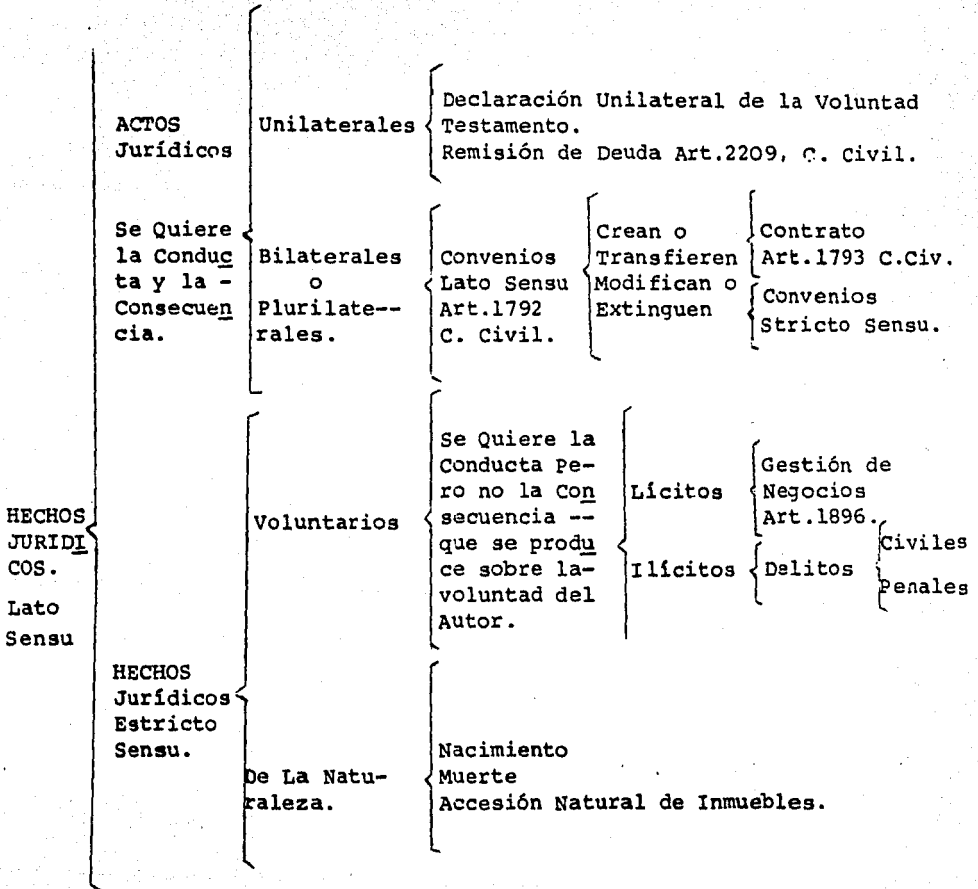 ACTOS
Jurídicos
Se Quiere
la Conduc
ta y la -
Consecuen
cia.
Unilaterales
Declaración Unilateral de la Voluntad
Testamento.
Remisión de Deuda Art.2209, C. Civil.
Bilaterales
o
Plurilate--
rales.
Convenios
Lato Sensu
Art.1792
C. Civil.
Crean o
Transfieren
Modifican o
Extinguen
Contrato
Art.1793 C.Civ.
Convenios
Stricto Sensu.
HECHOS
JURIDI
COS.
Lato
Sensu
HECHOS
Jurídicos
Estricto
Sensu.
Voluntarios
Se Quiere la
Conducta Pe-
ro no la Con
secuencia --
que se produ
ce sobre la-
voluntad del
Autor.
Lícitos
Gestión de
Negocios
Art.1896.
Ilícitos
Delitos
Civiles
Penales
De La Natu-
raleza.
Nacimiento
Muerte
Accesión Natural de Inmuebles.